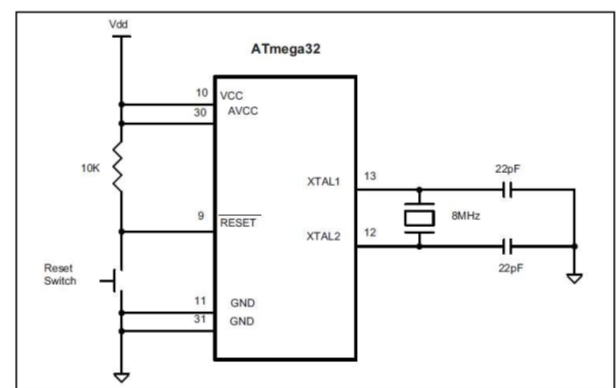 Vdd
ATmega32
10 VCC
30 AVCC
10K
XTAL1 13
22pF
9 RESET
8MHz
XTAL2 12
Reset
Switch
22pF
11 GND
31 GND